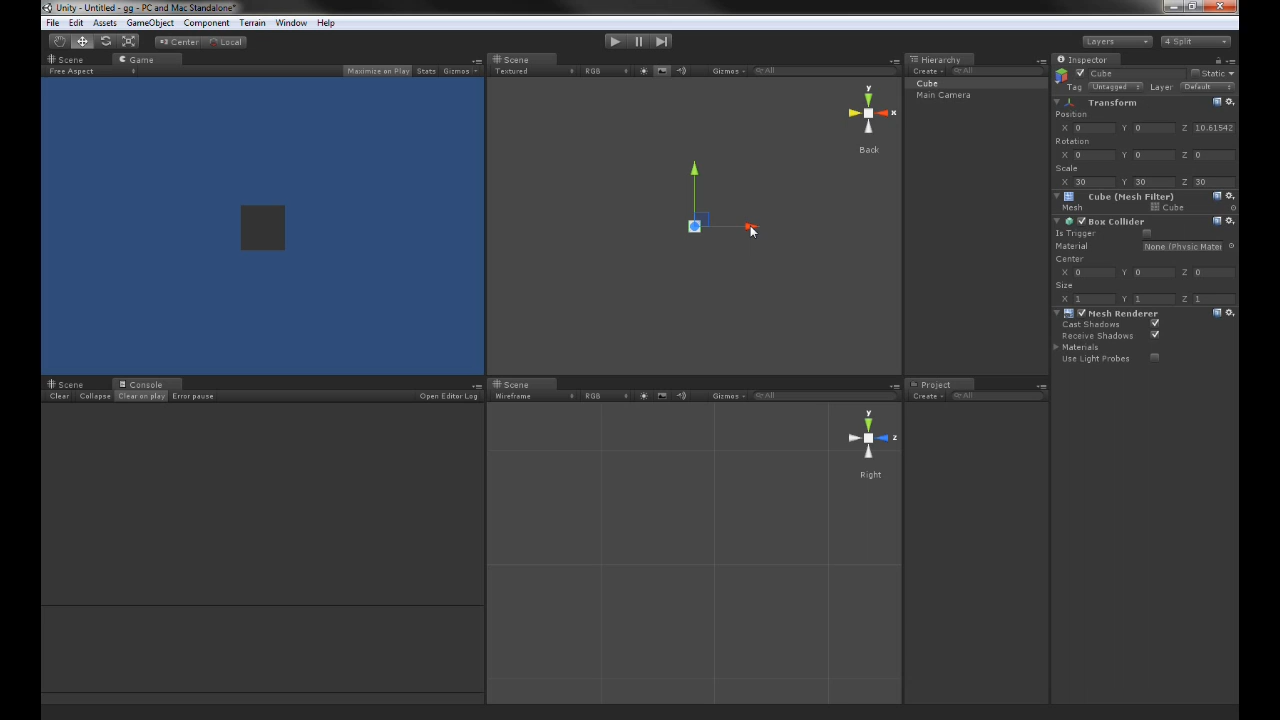 Unity - Untitled - gg - PC and Mac Standalone*
File Edit Assets GameObject Component Terrain Window Help
Center Local Layers 4 Split
Scene Game
Free Aspect Maximize on Play Stats Gizmos
Scene
Textured RGB Gizmos All
y
x
Back
Hierarchy
Create All
Cube
Main Camera
Inspector
Cube Static
Tag Untagged Layer Default
Transform
Position
X 0 Y 0 Z 10.61542
Rotation
X 0 Y 0 Z 0
Scale
X 30 Y 30 Z 30
Cube (Mesh Filter)
Mesh Cube
Box Collider
Is Trigger
Material None (Physic Mater
Center
X 0 Y 0 Z 0
Size
X 1 Y 1 Z 1
Mesh Renderer
Cast Shadows
Receive Shadows
Materials
Use Light Probes
Scene Console
Clear Collapse Clear on play Error pause Open Editor Log
Scene
Wireframe RGB Gizmos All
y
z
Right
Project
Create All